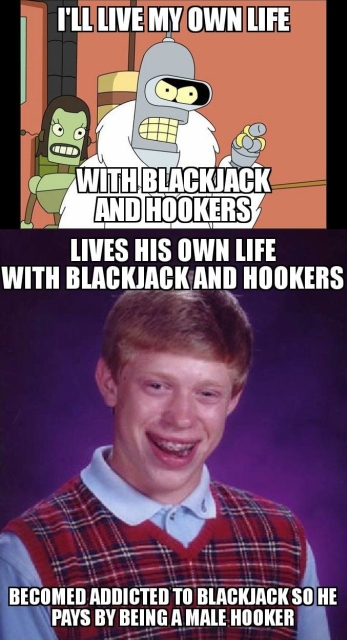 I'LL LIVE MY OWN LIFE
WITH BLACKJACK
AND HOOKERS
LIVES HIS OWN LIFE
WITH BLACKJACK AND HOOKERS
BECOMED ADDICTED TO BLACKJACK SO HE
PAYS BY BEING A MALE HOOKER